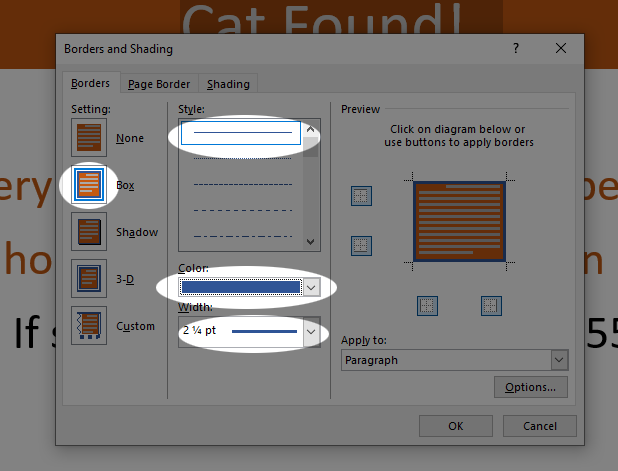 Cat Found!
Borders and Shading
?
Borders
Page Border
Shading
Setting:
None
Box
Shadow
3-D
Custom
Style:
Color:
Width:
2 ¼ pt
Preview
Click on diagram below or
use buttons to apply borders
Apply to:
Paragraph
Options...
OK
Cancel
ery
ho
n
If
55